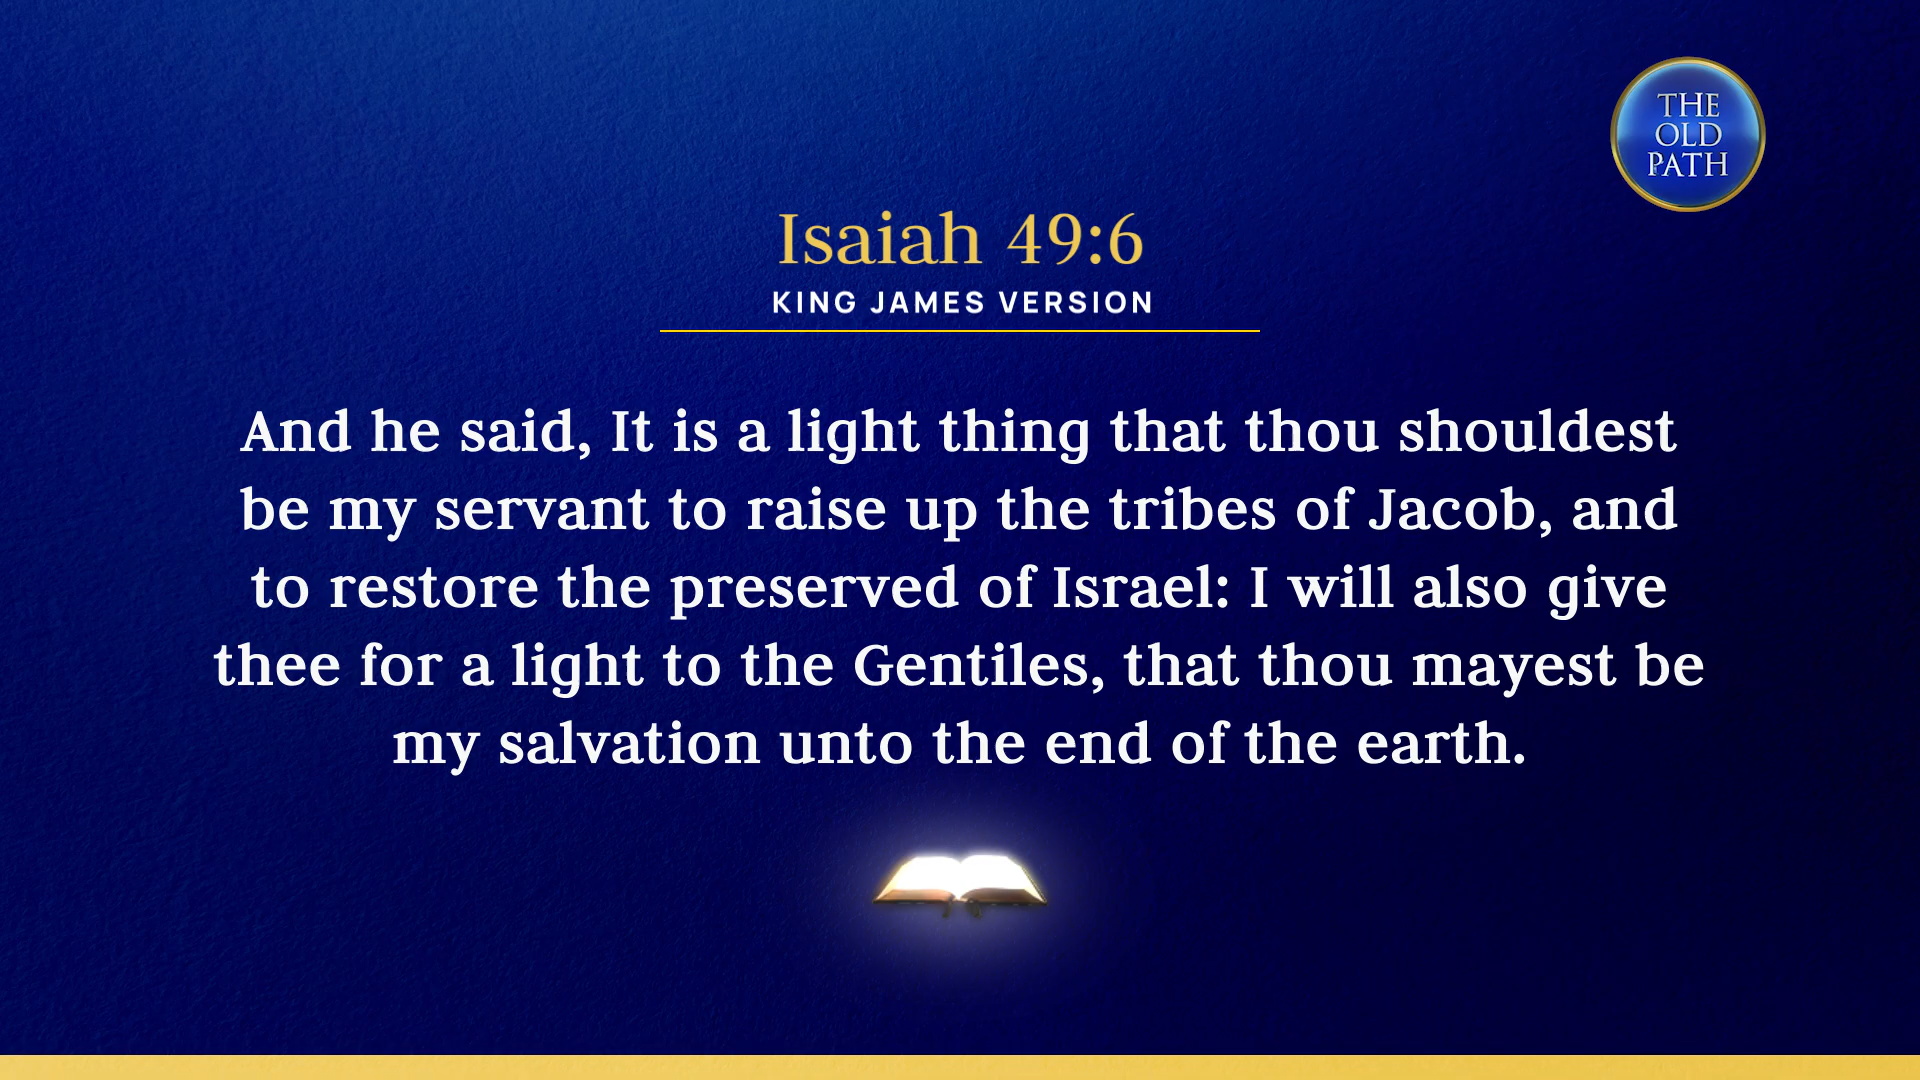 THE
OLD
PATH
Isaiah 49:6
KING JAMES VERSION
And he said, It is a light thing that thou shouldest
be my servant to raise up the tribes of Jacob, and
to restore the preserved of Israel: I will also give
thee for a light to the Gentiles, that thou mayest be
my salvation unto the end of the earth.